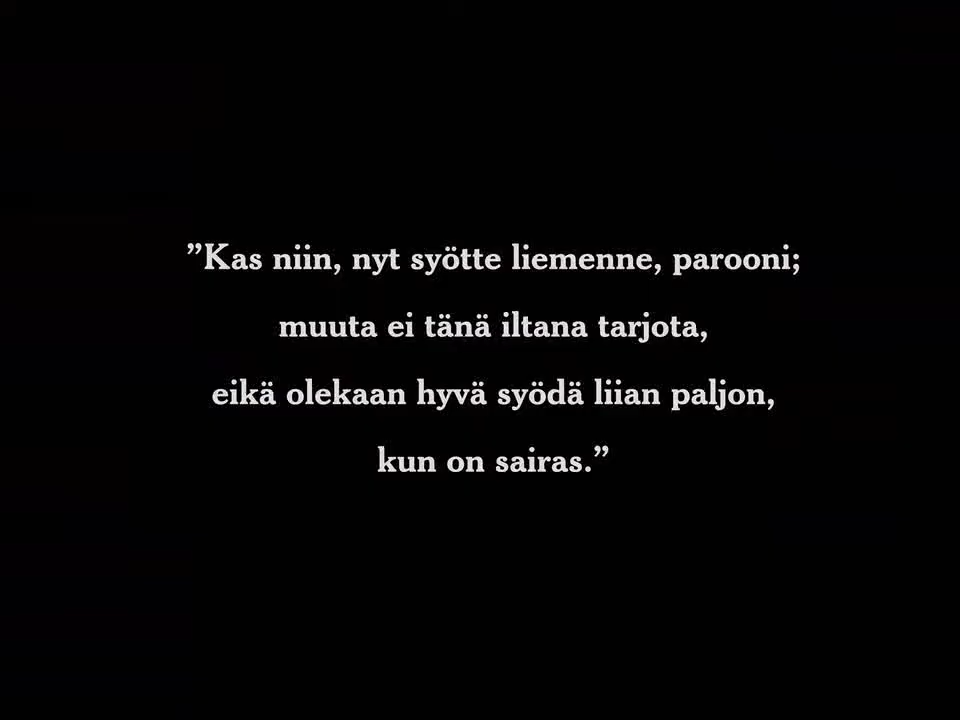 ”Kas niin, nyt syötte liemenne, parooni;
muuta ei tänä iltana tarjota,
eikä olekaan hyvä syödä liian paljon,
kun on sairas.”